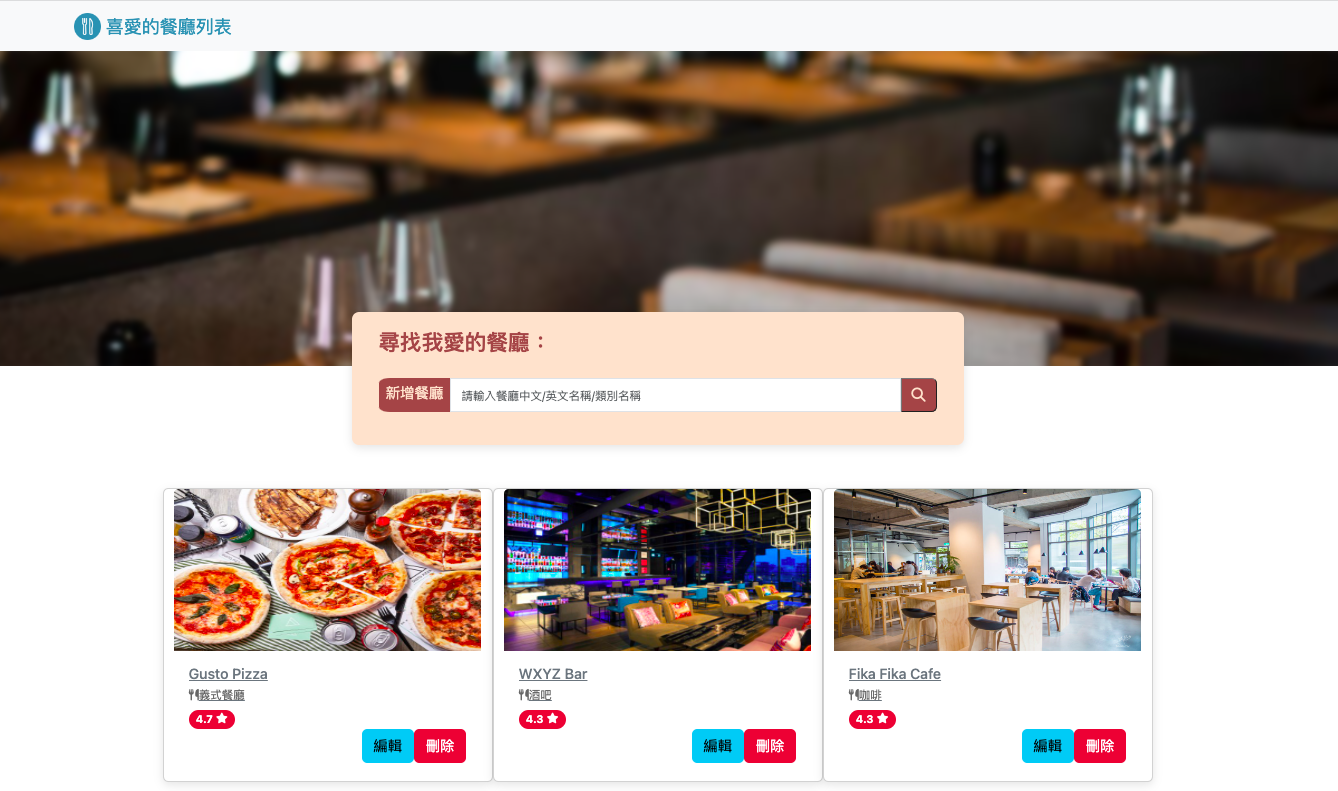 喜愛的餐廳列表
尋找我愛的餐廳：
新增餐廳 請輸入餐廳中文/英文名稱/類別名稱
Gusto Pizza
義式餐廳
4.7
編輯 刪除
WXYZ Bar
酒吧
4.3
編輯 刪除
Fika Fika Cafe
咖啡
4.3
編輯 刪除